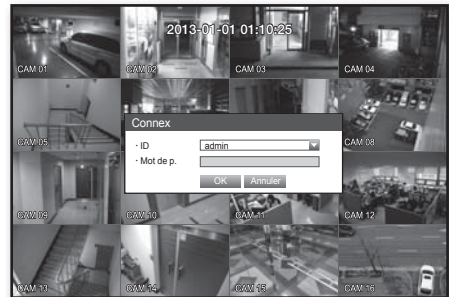 2013-01-01 01:10:25
CAM 01
CAM 02
CAM 03
CAM 04
CAM 05
CAM 08
Connex
· ID
admin
· Mot de p.
OK
Annuler
CAM 09
CAM 10
CAM 11
CAM 12
CAM 13
CAM 14
CAM 15
CAM 16